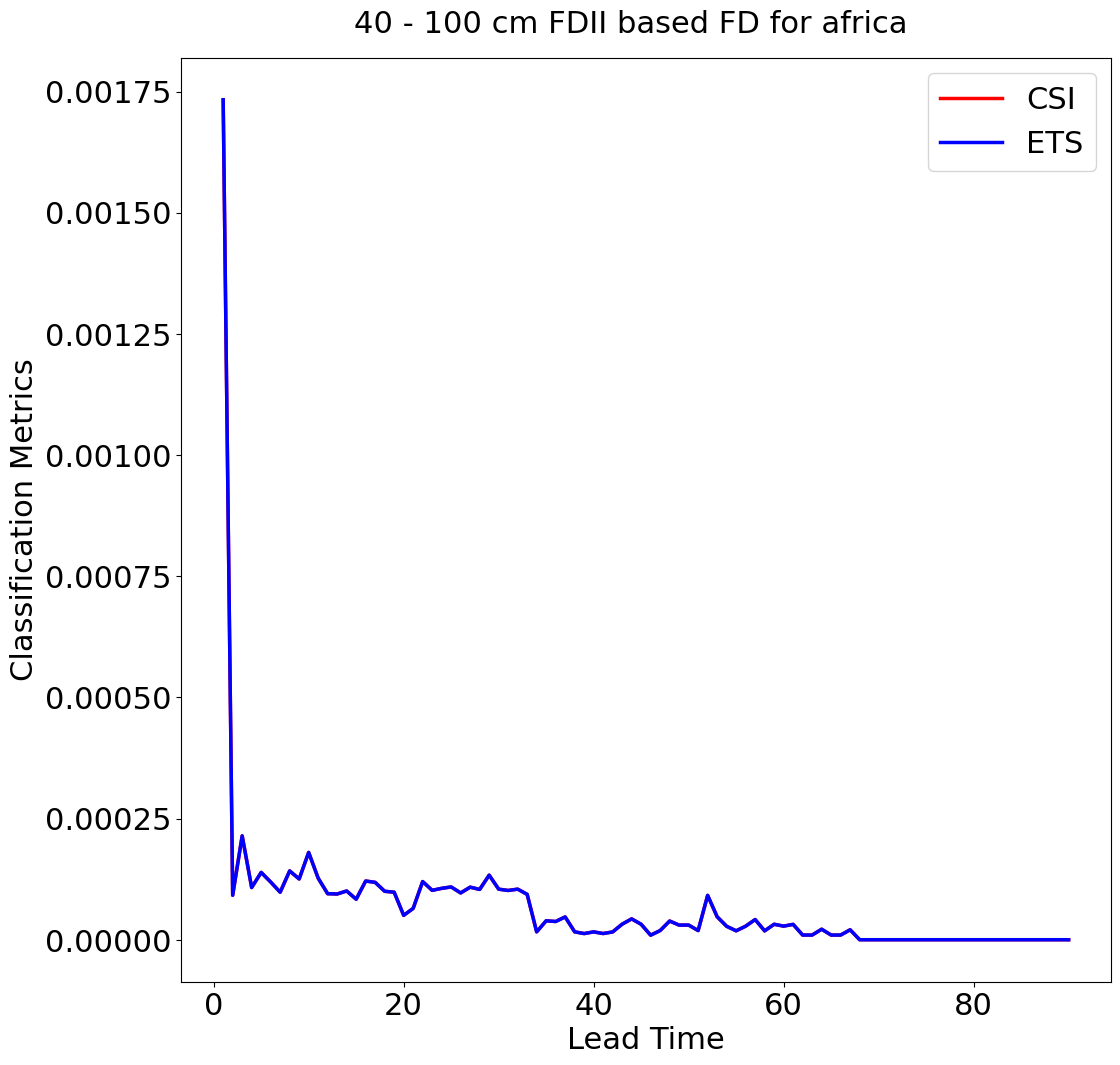 40 - 100 cm FDII based FD for africa
CSI
ETS
0.00175
0.00150
0.00125
0.00100
0.00075
0.00050
0.00025
0.00000
Classification Metrics
0 20 40 60 80
Lead Time